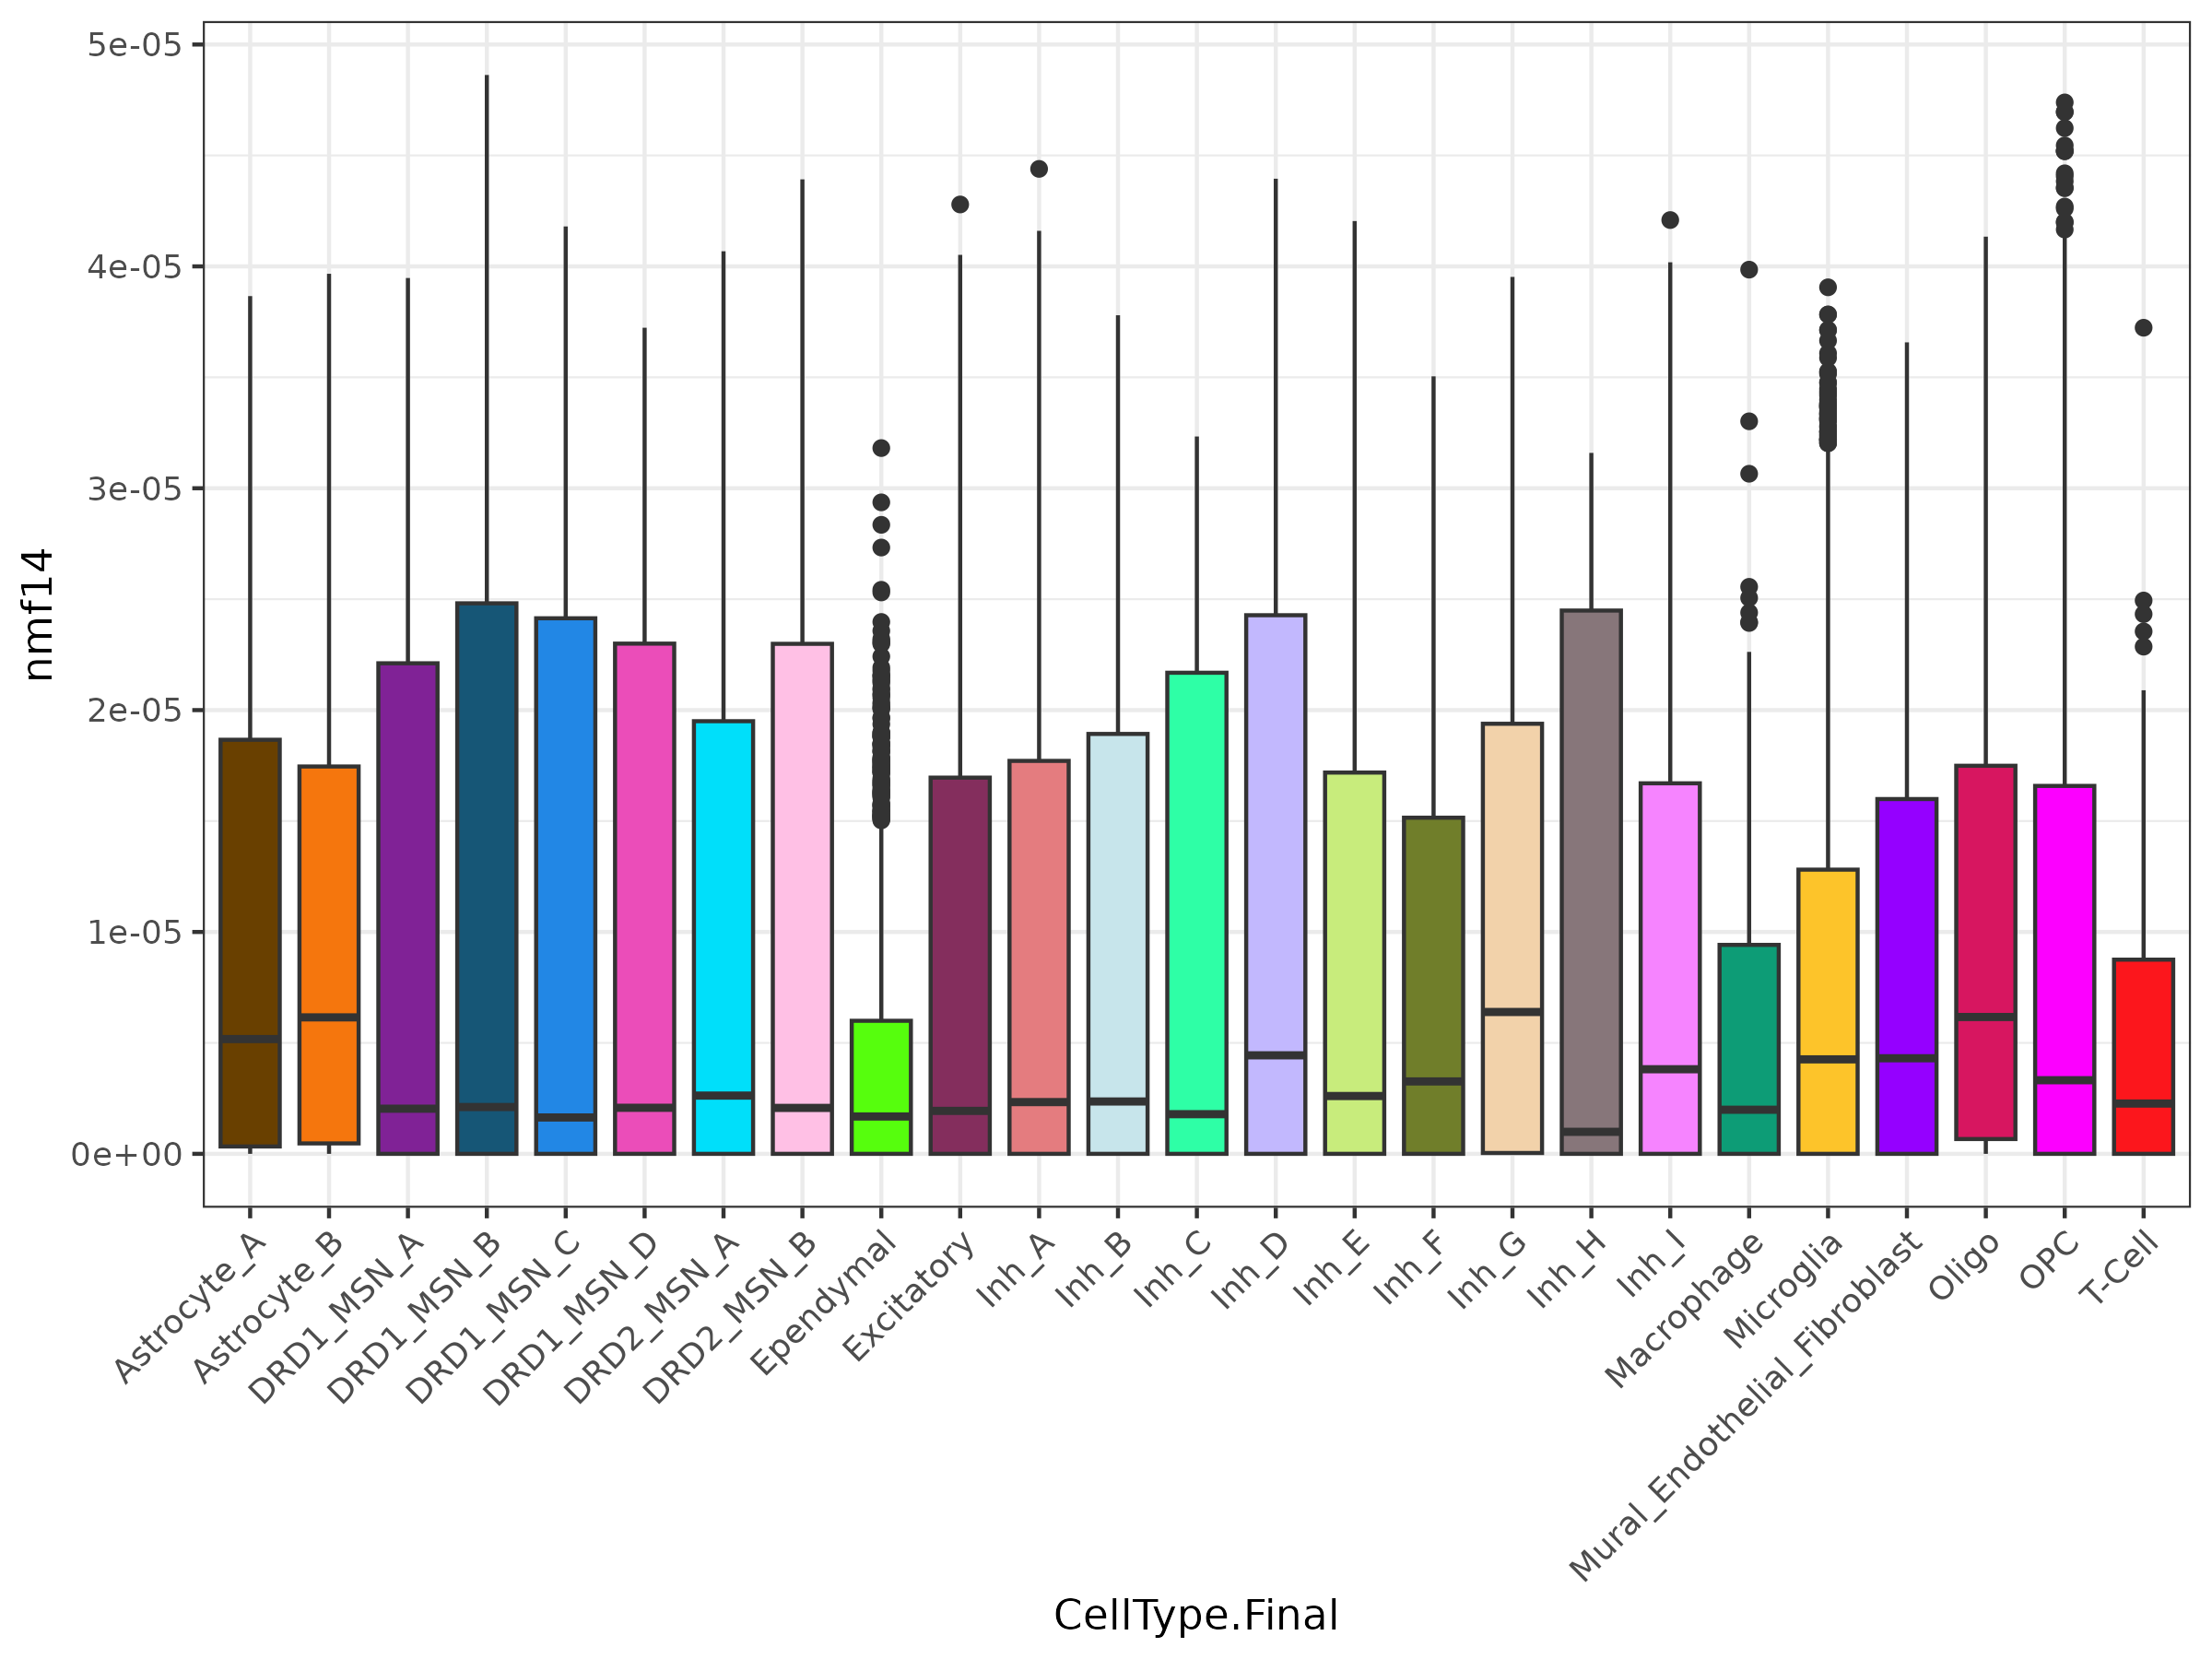 nmf14
5e-05
4e-05
3e-05
2e-05
1e-05
0e+00
Astrocyte_A
Astrocyte_B
DRD1_MSN_A
DRD1_MSN_B
DRD1_MSN_C
DRD1_MSN_D
DRD2_MSN_A
DRD2_MSN_B
Ependymal
Excitatory
Inh_A
Inh_B
Inh_C
Inh_D
Inh_E
Inh_F
Inh_G
Inh_H
Inh_I
Macrophage
Microglia
Mural_Endothelial_Fibroblast
Oligo
OPC
T-Cell
CellType.Final